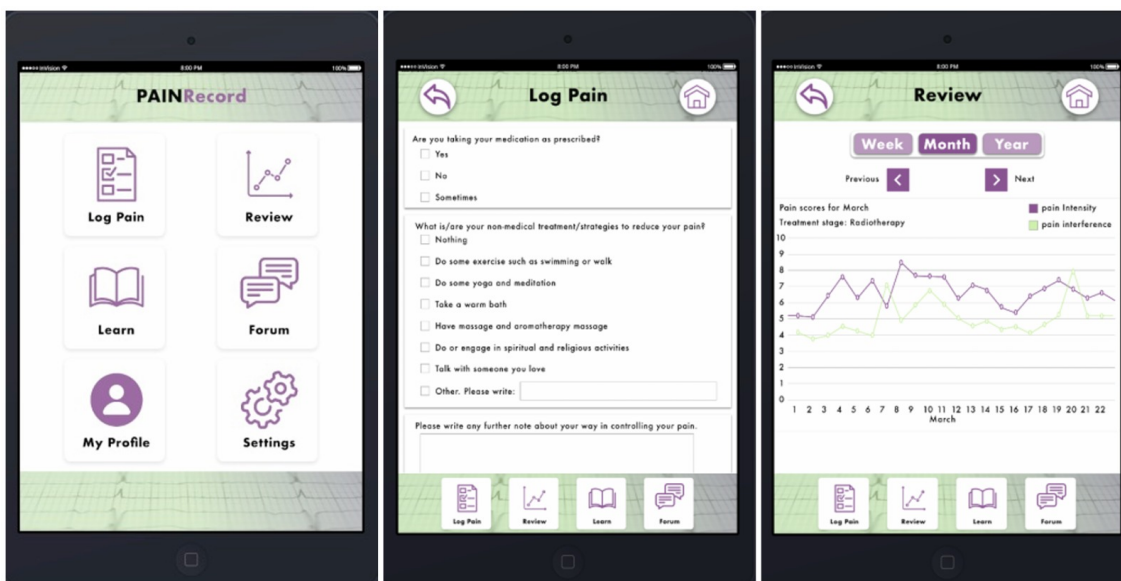 InVision 8:00 PM 100%
PAINRecord
Log Pain Review
Learn Forum
My Profile Settings
InVision 8:00 PM 100%
Log Pain
Are you taking your medication as prescribed?
Yes
No
Sometimes
What is/are your non-medical treatment/strategies to reduce your pain?
Nothing
Do some exercise such as swimming or walk
Do some yoga and meditation
Take a warm bath
Have massage and aromatherapy massage
Do or engage in spiritual and religious activities
Talk with someone you love
Other. Please write:
Please write any further note about your way in controlling your pain.
Log Pain Review Learn Forum
InVision 8:00 PM 100%
Review
Week Month Year
Previous < > Next
Pain scores for March
Treatment stage: Radiotherapy
pain Intensity
pain interference
10
9
8
7
6
5
4
3
2
1
0
1 2 3 4 5 6 7 8 9 10 11 12 13 14 15 16 17 18 19 20 21 22
March
Log Pain Review Learn Forum